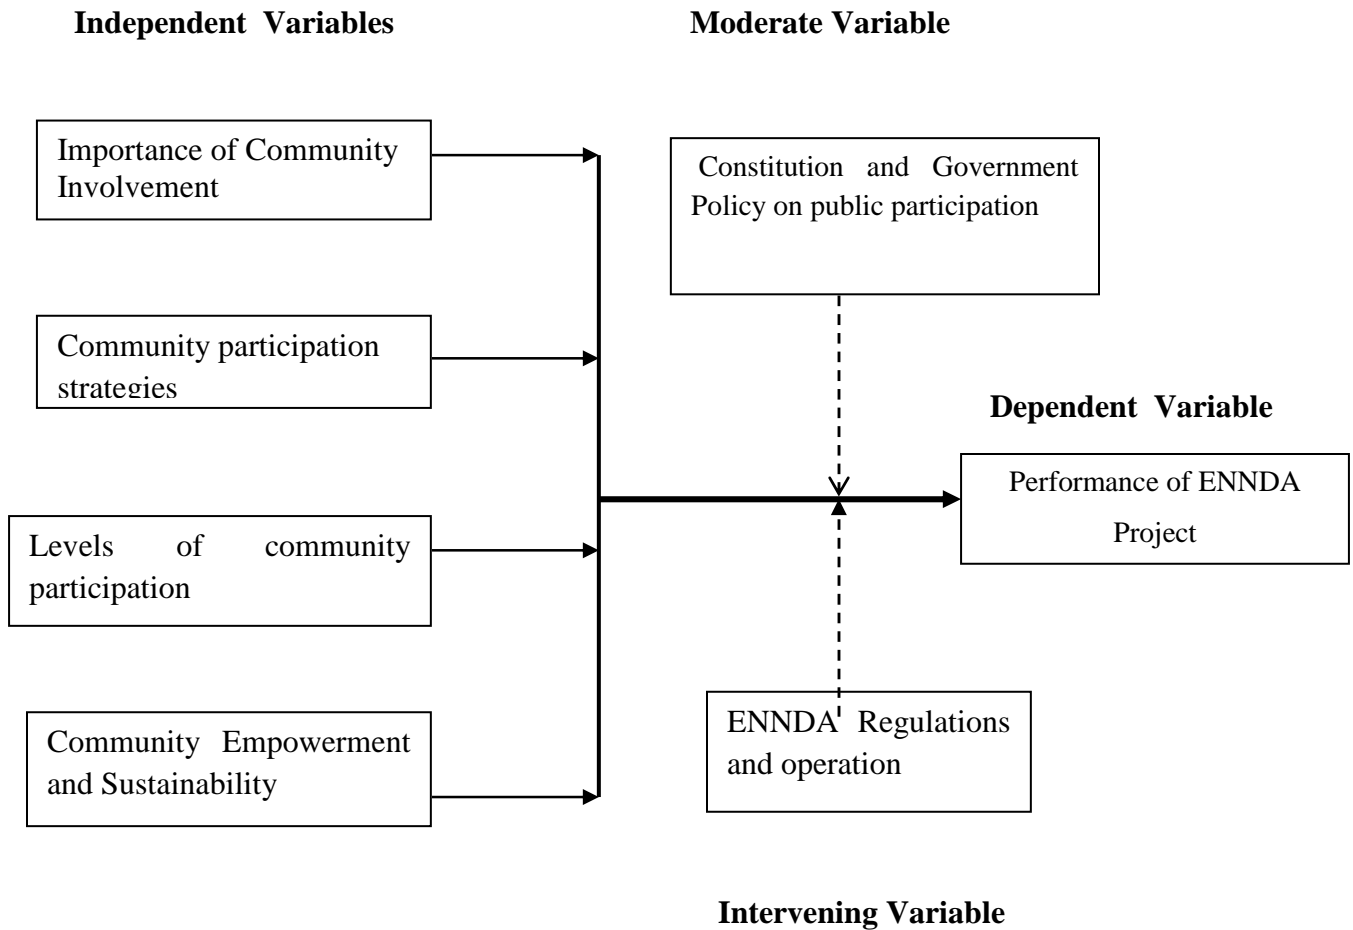 Independent Variables
Moderate Variable
Importance of Community
Involvement
Constitution and Government
Policy on public participation
Community participation
strategies
Dependent Variable
Performance of ENNDA
Project
Levels of community
participation
ENNDA Regulations
and operation
Community Empowerment
and Sustainability
Intervening Variable